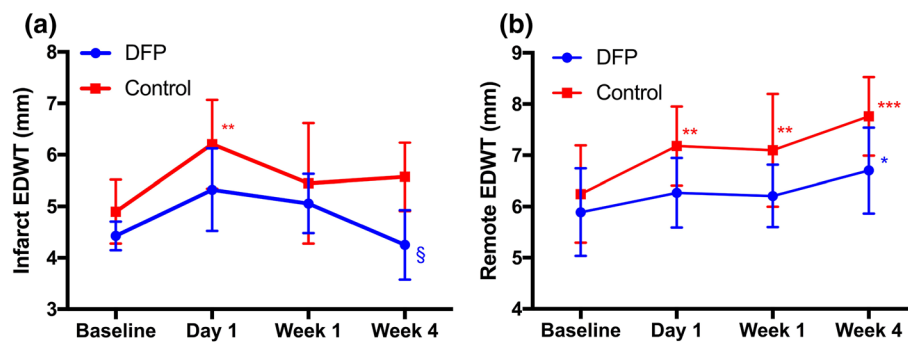 (a)
DFP
Control
Infarct EDWT (mm)
8
7
6
5
4
3
**
§
Baseline Day 1 Week 1 Week 4
(b)
DFP
Control
Remote EDWT (mm)
9
8
7
6
5
4
**
**
***
*
Baseline Day 1 Week 1 Week 4